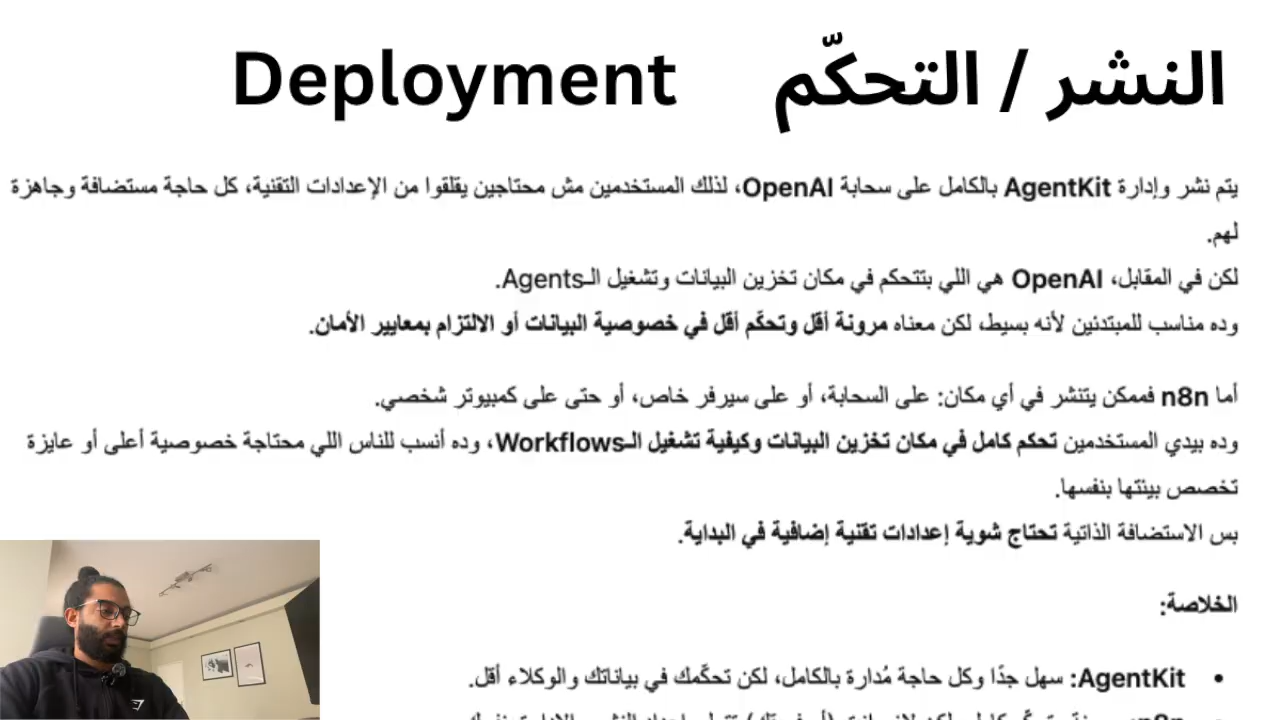 النشر / التحكّم Deployment
يتم نشر وإدارة AgentKit بالكامل على سحابة OpenAI، لذلك المستخدمين مش محتاجين يقلقوا من الإعدادات التقنية، كل حاجة مستضافة وجاهزة
لهم.
لكن في المقابل، OpenAI هي اللي بتتحكم في مكان تخزين البيانات وتشغيل الـAgents.
وده مناسب للمبتدئين لأنه بسيط، لكن معناه مرونة أقل وتحكّم أقل في خصوصية البيانات أو الالتزام بمعايير الأمان.
أما n8n فممكن يتنشر في أي مكان: على السحابة، أو على سيرفر خاص، أو حتى على كمبيوتر شخصي.
وده بيدي المستخدمين تحكم كامل في مكان تخزين البيانات وكيفية تشغيل الـWorkflows، وده أنسب للناس اللي محتاجة خصوصية أعلى أو عايزة
تخصص بيئتها بنفسها.
بس الاستضافة الذاتية تحتاج شوية إعدادات تقنية إضافية في البداية.
الخلاصة:
• AgentKit: سهل جدًا وكل حاجة مُدارة بالكامل، لكن تحكّمك في بياناتك والوكلاء أقل.